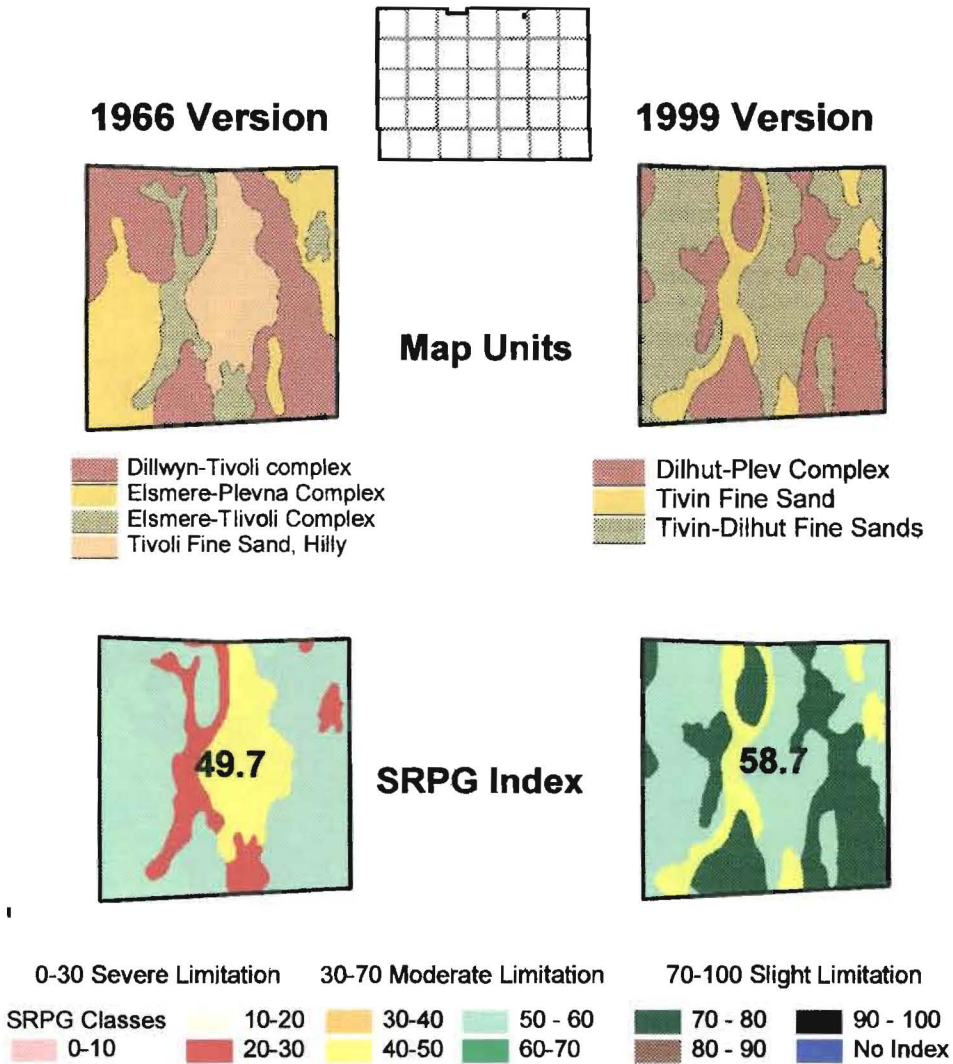 1966 Version
1999 Version
Map Units
Dillwyn-Tivoli complex
Elsmere-Plevna Complex
Elsmere-Tlivoli Complex
Tivoli Fine Sand, Hilly
Dilhut-Plev Complex
Tivin Fine Sand
Tivin-Dilhut Fine Sands
49.7
SRPG Index
58.7
0-30 Severe Limitation 30-70 Moderate Limitation 70-100 Slight Limitation
SRPG Classes 10-20 30-40 50 - 60 70 - 80 90 - 100
0-10 20-30 40-50 60-70 80 - 90 No Index